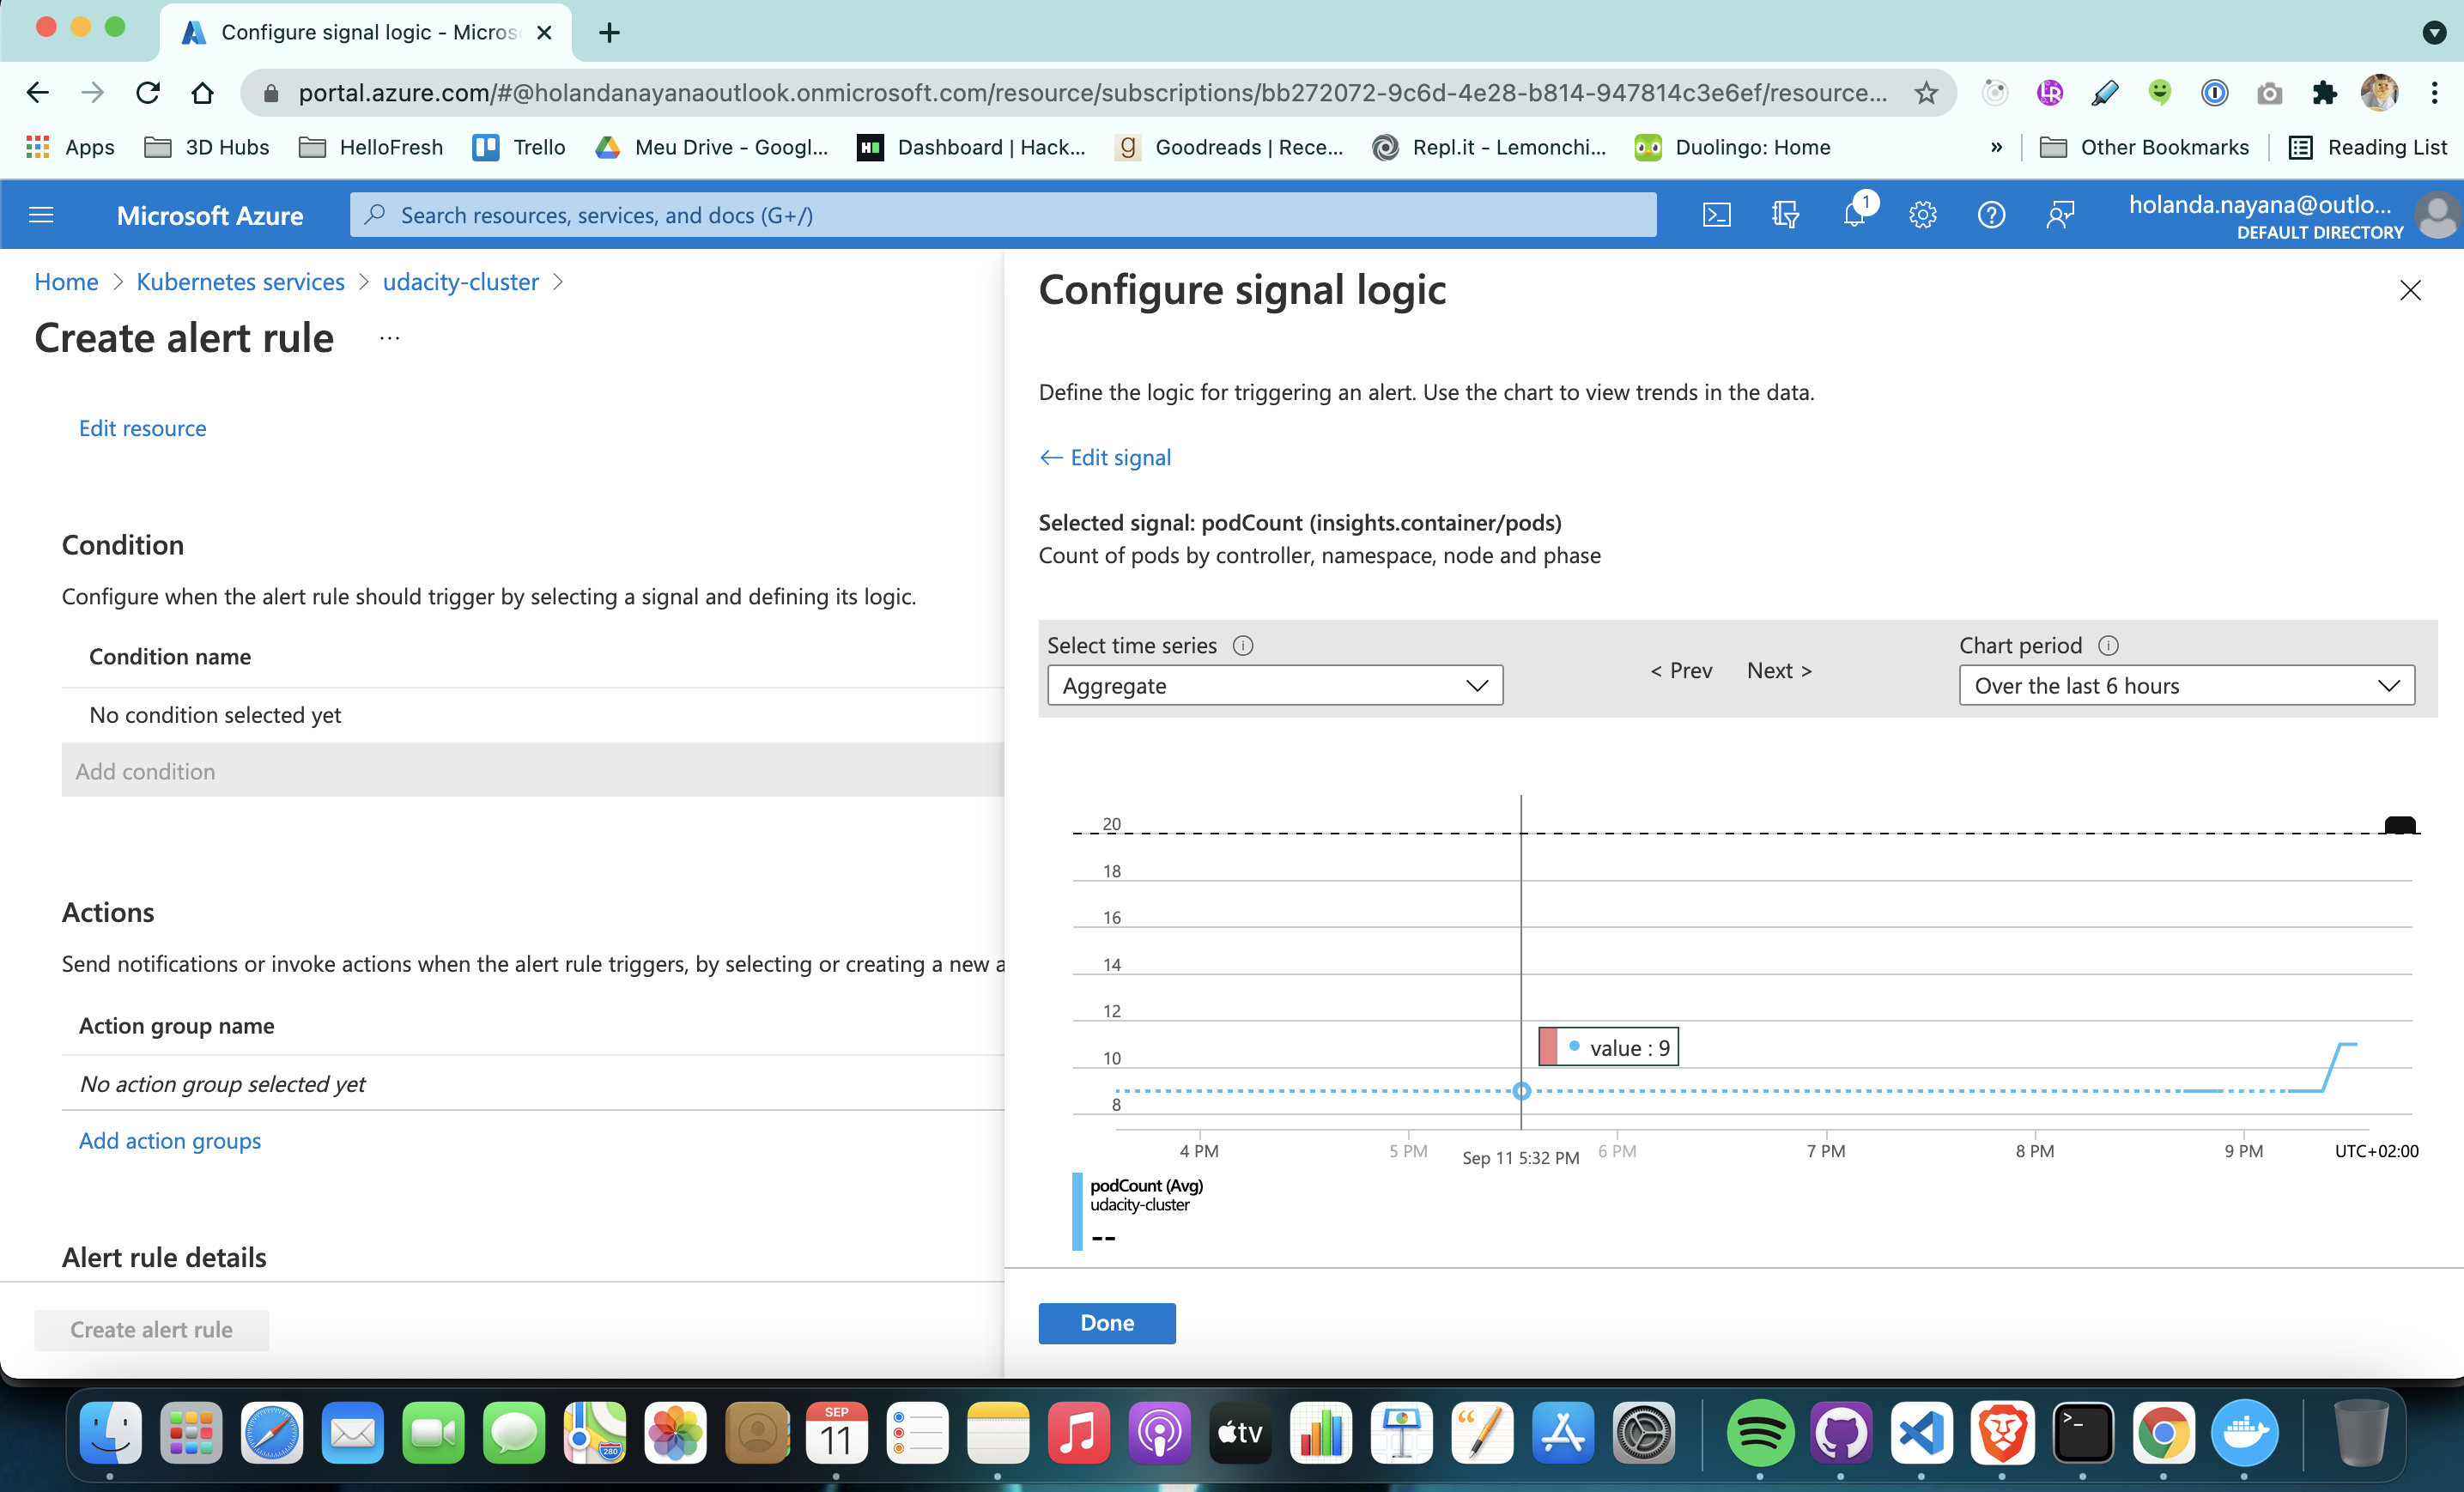 Configure signal logic - Micros
portal.azure.com/#@holandanayanaoutlook.onmicrosoft.com/resource/subscriptions/bb272072-9c6d-4e28-b814-947814c3e6ef/resource...
Apps 3D Hubs HelloFresh Trello Meu Drive - Googl... Dashboard | Hack... Goodreads | Rece... Repl.it - Lemonchi... Duolingo: Home » Other Bookmarks Reading List
Microsoft Azure Search resources, services, and docs (G+/) 1 holanda.nayana@outlo...
DEFAULT DIRECTORY
Home > Kubernetes services > udacity-cluster >
Create alert rule ...
Edit resource
Condition
Configure when the alert rule should trigger by selecting a signal and defining its logic.
Condition name
No condition selected yet
Add condition
Actions
Send notifications or invoke actions when the alert rule triggers, by selecting or creating a new a
Action group name
No action group selected yet
Add action groups
Alert rule details
Create alert rule
Configure signal logic
Define the logic for triggering an alert. Use the chart to view trends in the data.
← Edit signal
Selected signal: podCount (insights.container/pods)
Count of pods by controller, namespace, node and phase
Select time series
Aggregate
< Prev Next >
Chart period
Over the last 6 hours
20
18
16
14
12
10
8
value : 9
4 PM 5 PM Sep 11 5:32 PM 6 PM 7 PM 8 PM 9 PM UTC+02:00
podCount (Avg)
udacity-cluster
--
Done
SEP
11
tv
280
>_